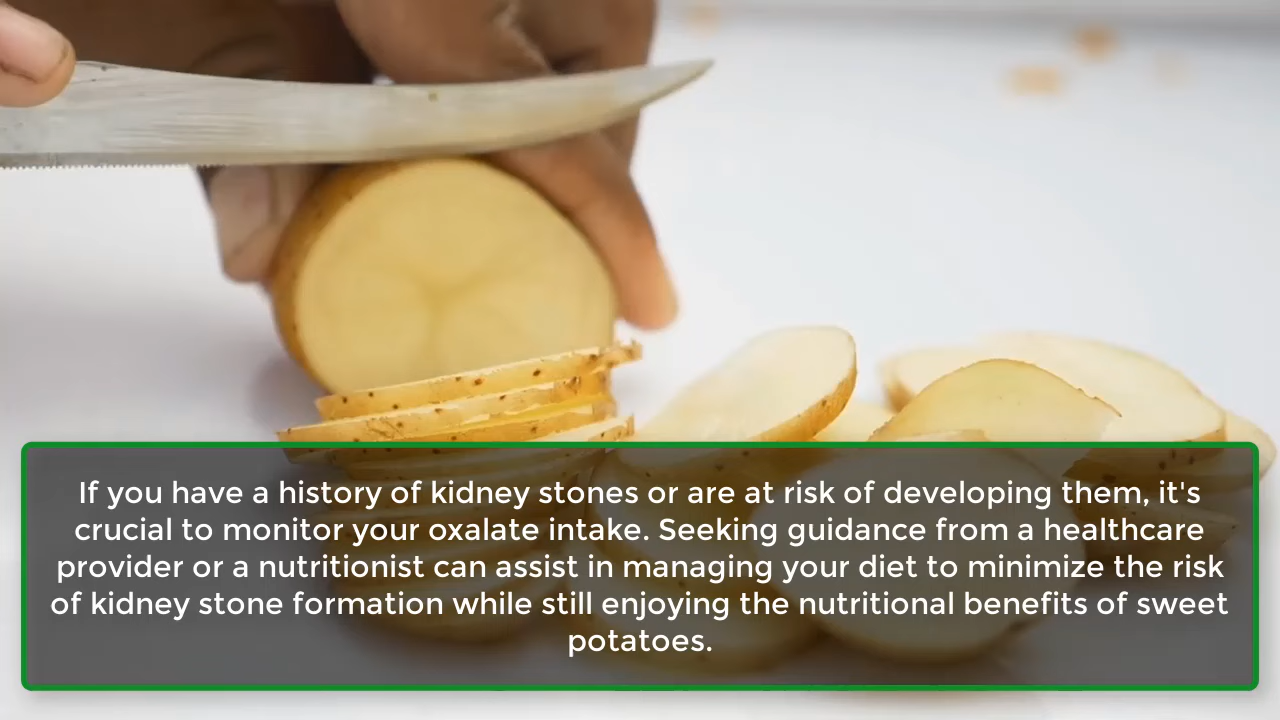 If you have a history of kidney stones or are at risk of developing them, it's
crucial to monitor your oxalate intake. Seeking guidance from a healthcare
provider or a nutritionist can assist in managing your diet to minimize the risk
of kidney stone formation while still enjoying the nutritional benefits of sweet
potatoes.